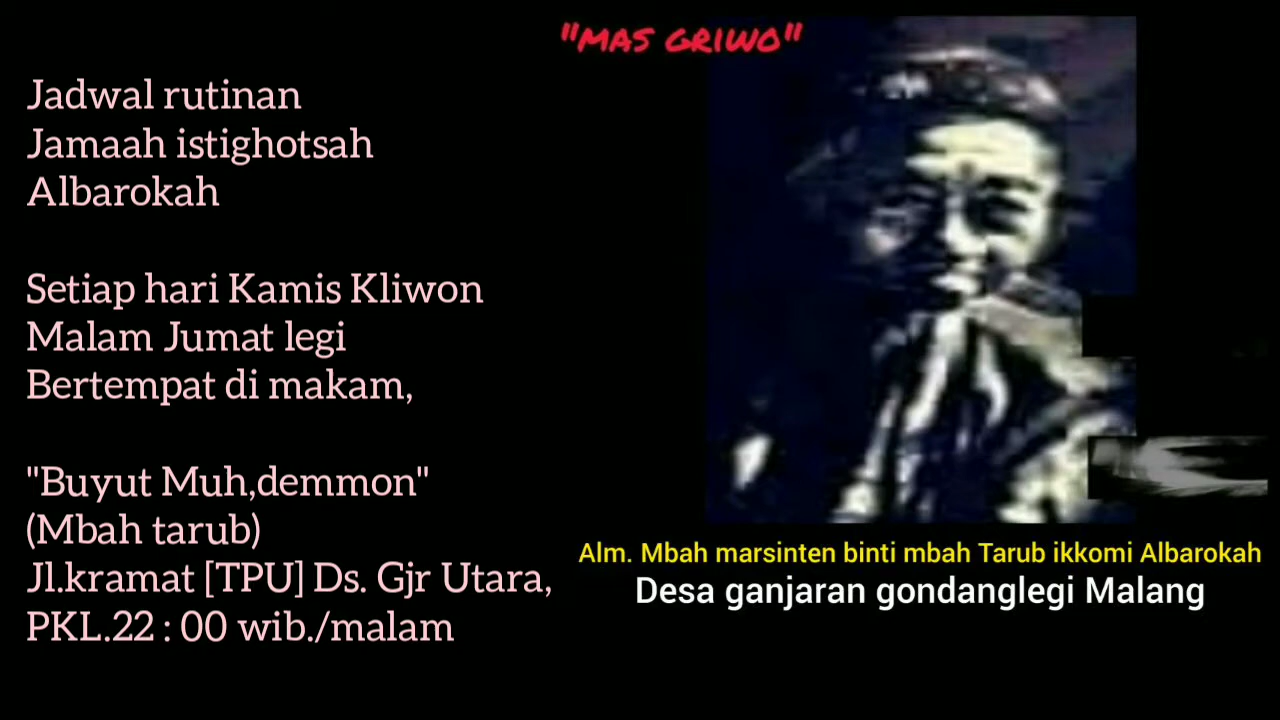 "MAS GRIWO"
Jadwal rutinan
Jamaah istighotsah
Albarokah
Setiap hari Kamis Kliwon
Malam Jumat legi
Bertempat di makam,
"Buyut Muh,demmon"
(Mbah tarub)
Jl.kramat [TPU] Ds. Gjr Utara,
PKL.22 : 00 wib./malam
Alm. Mbah marsinten binti mbah Tarub ikkomi Albarokah
Desa ganjaran gondanglegi Malang